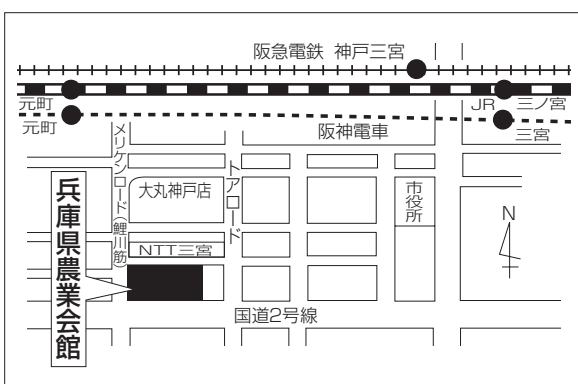 阪急電鉄 神戸三宮
元町
JR 三ノ宮
元町
阪神電車
三宮
メリケンロード(鯉川筋)
トアロード
大丸神戸店
市役所
N
NTT三宮
兵庫県農業会館
国道2号線